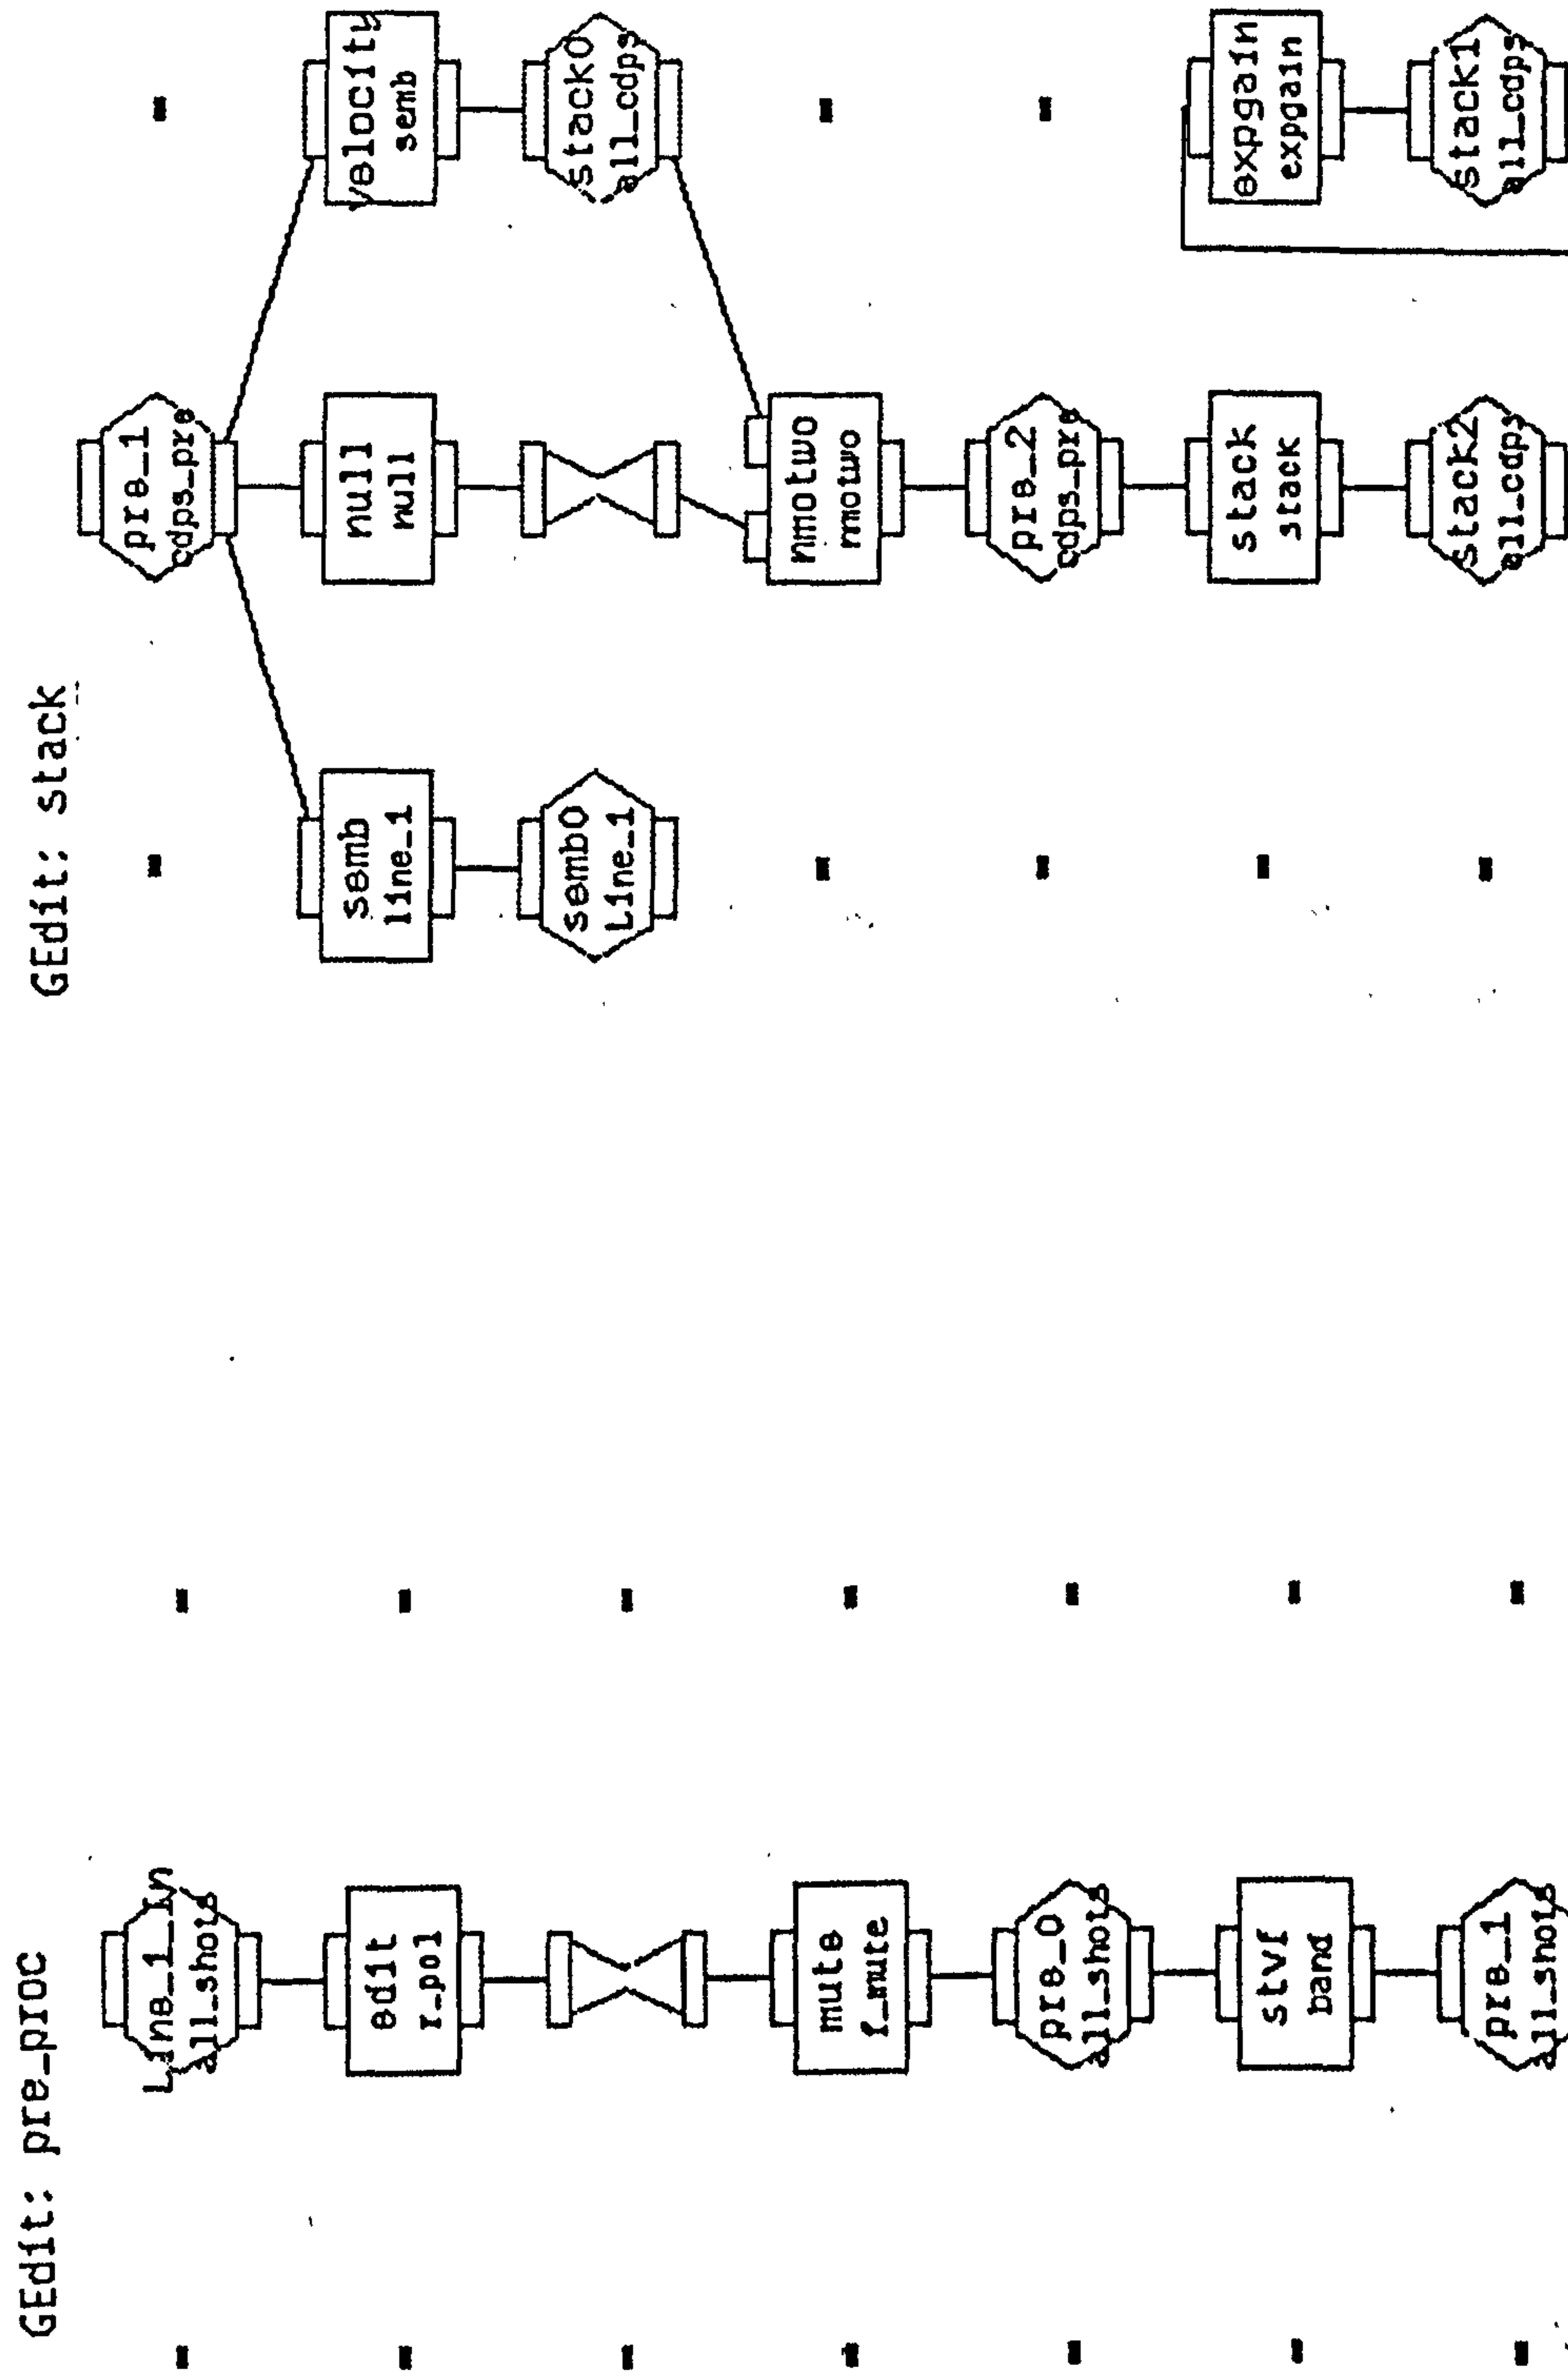 GEdit: pre_proc
Line_1_In
all_shots
edit
r_pol
mute
f_mute
pre_0
all_shots
stvf
band
pre_1
all_shots
GEdit: stack
pre_1
cdps_pre
semb
line_1
null
null
velocity
semb
semb0
Line_1
stack0
all_cdps
nmotwo
nmotwo
pre_2
cdps_pre
stack
stack
expgain
expgain
stack2
all_cdps
stack1
all_cdps